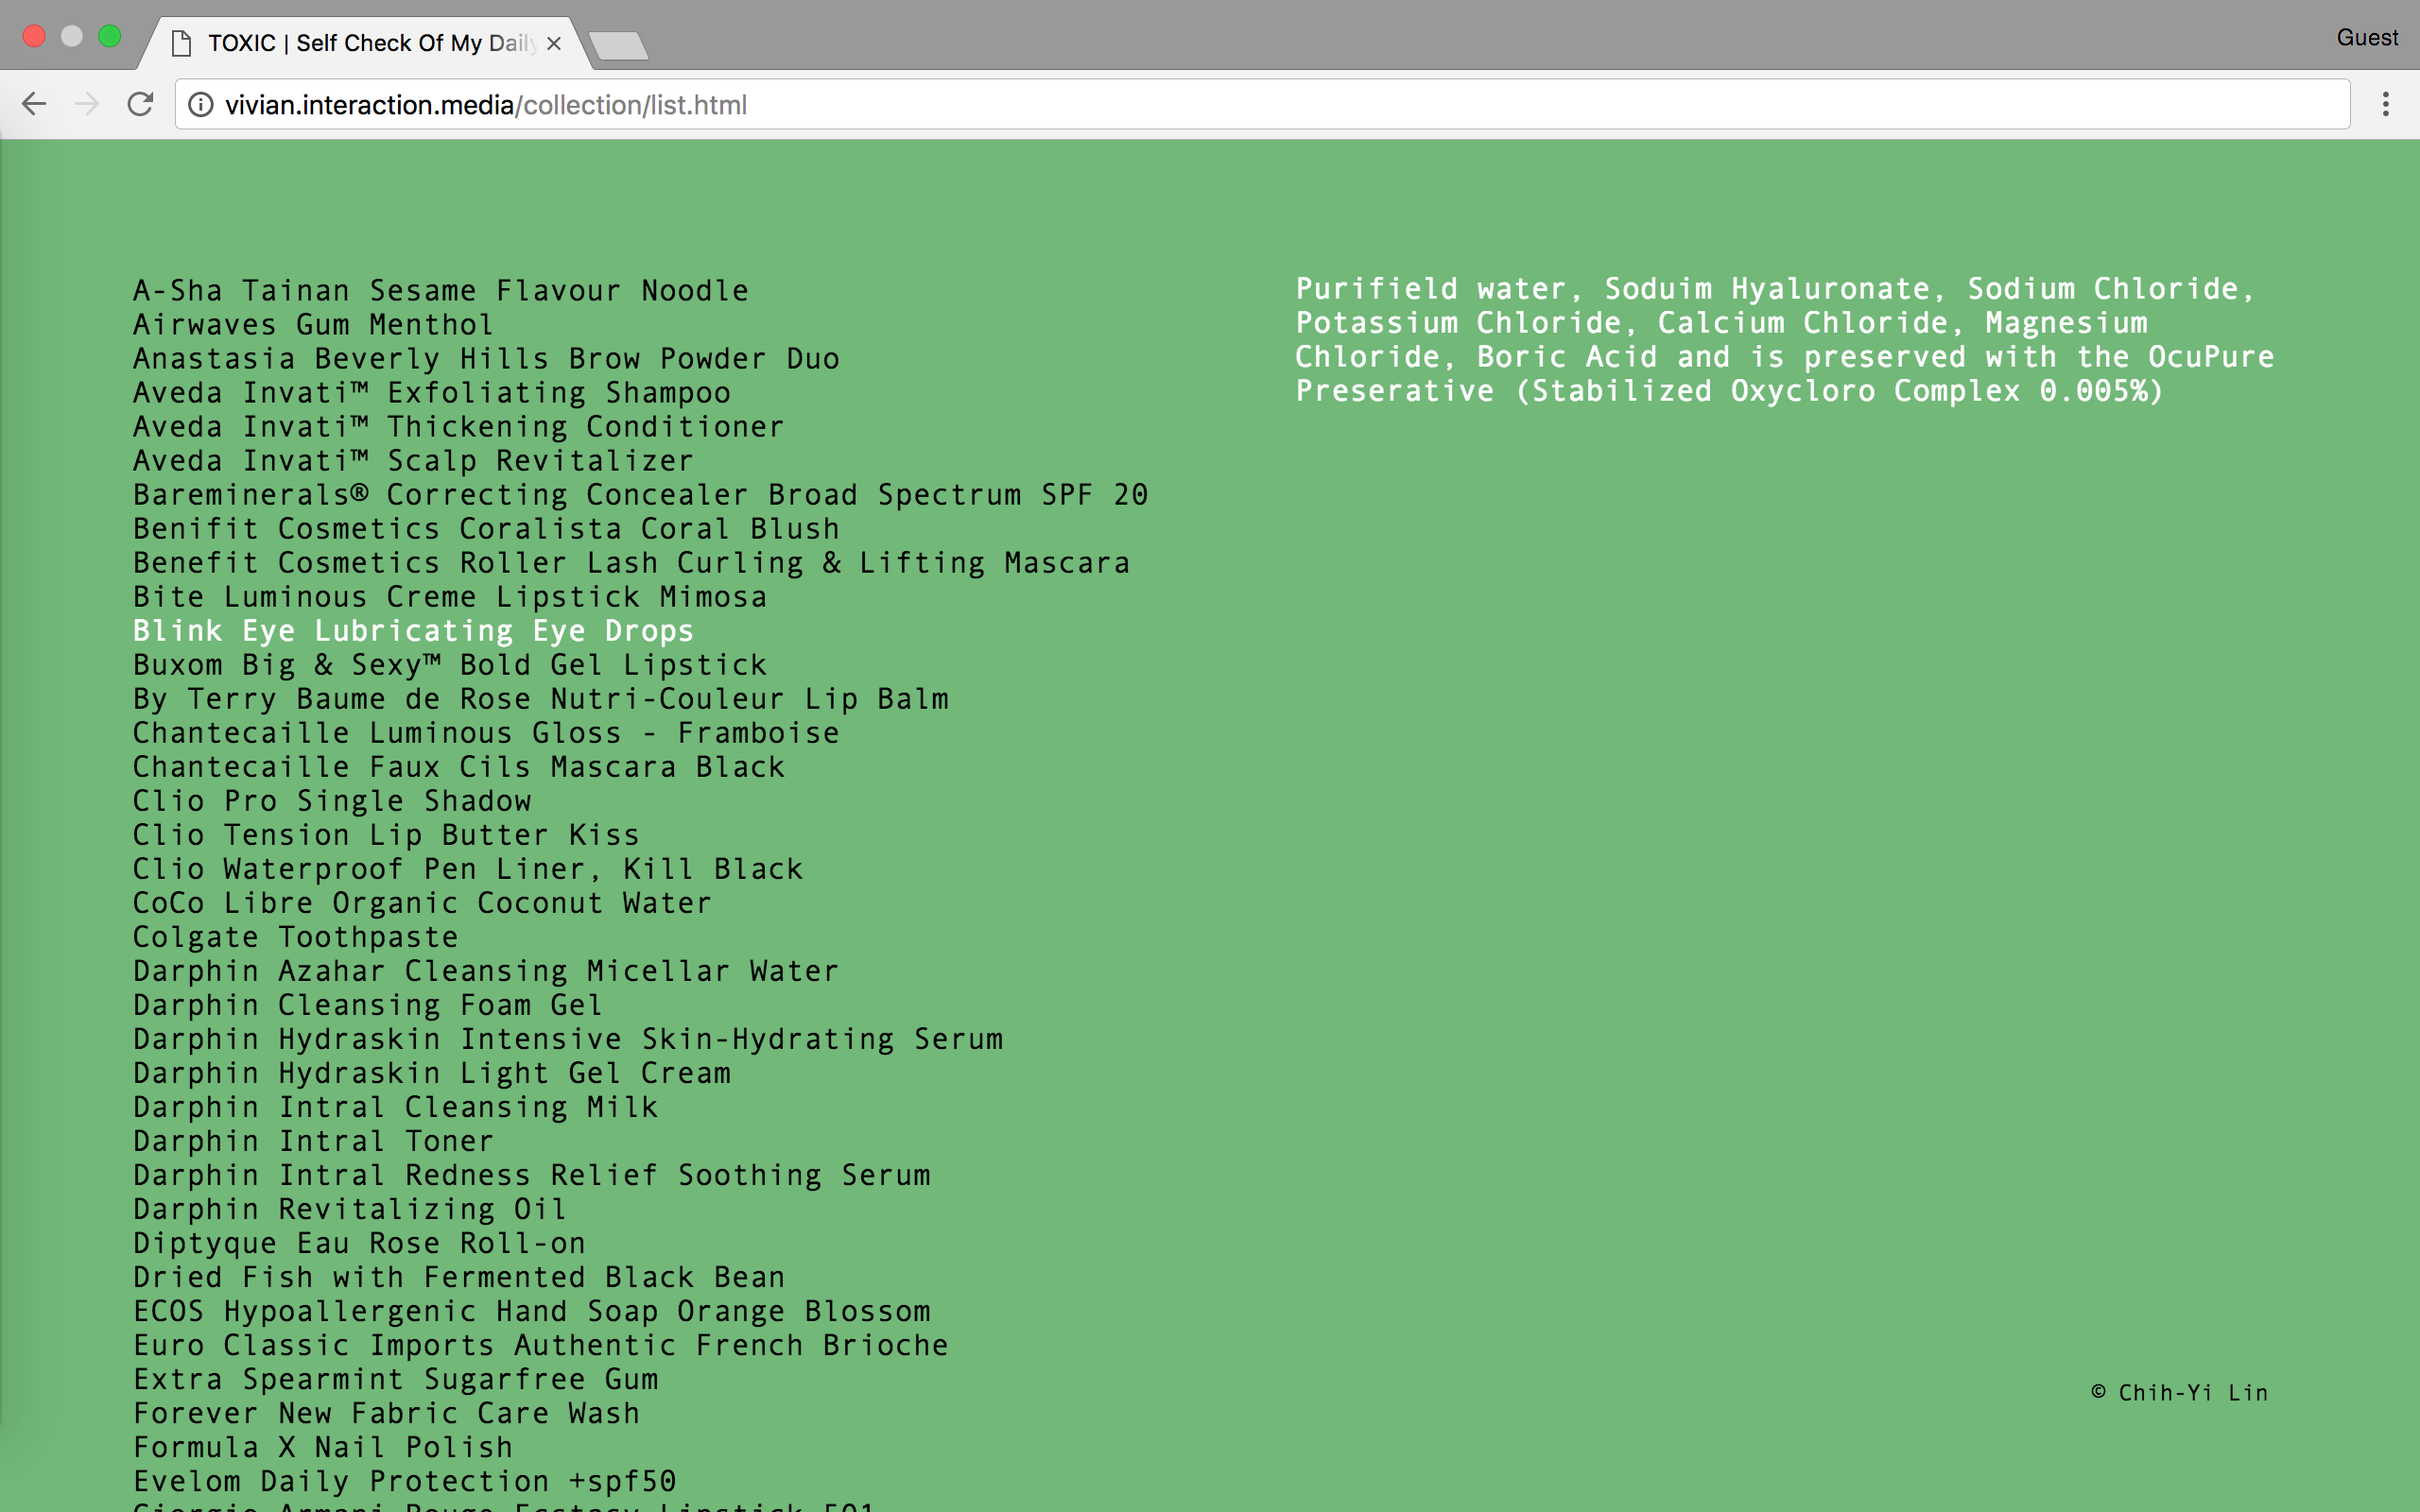 TOXIC | Self Check Of My Daily
Guest
vivian.interaction.media/collection/list.html
A-Sha Tainan Sesame Flavour Noodle
Airwaves Gum Menthol
Anastasia Beverly Hills Brow Powder Duo
Aveda Invati™ Exfoliating Shampoo
Aveda Invati™ Thickening Conditioner
Aveda Invati™ Scalp Revitalizer
Bareminerals® Correcting Concealer Broad Spectrum SPF 20
Benifit Cosmetics Coralista Coral Blush
Benefit Cosmetics Roller Lash Curling & Lifting Mascara
Bite Luminous Creme Lipstick Mimosa
Blink Eye Lubricating Eye Drops
Buxom Big & Sexy™ Bold Gel Lipstick
By Terry Baume de Rose Nutri-Couleur Lip Balm
Chantecaille Luminous Gloss - Framboise
Chantecaille Faux Cils Mascara Black
Clio Pro Single Shadow
Clio Tension Lip Butter Kiss
Clio Waterproof Pen Liner, Kill Black
CoCo Libre Organic Coconut Water
Colgate Toothpaste
Darphin Azahar Cleansing Micellar Water
Darphin Cleansing Foam Gel
Darphin Hydraskin Intensive Skin-Hydrating Serum
Darphin Hydraskin Light Gel Cream
Darphin Intral Cleansing Milk
Darphin Intral Toner
Darphin Intral Redness Relief Soothing Serum
Darphin Revitalizing Oil
Diptyque Eau Rose Roll-on
Dried Fish with Fermented Black Bean
ECOS Hypoallergenic Hand Soap Orange Blossom
Euro Classic Imports Authentic French Brioche
Extra Spearmint Sugarfree Gum
Forever New Fabric Care Wash
Formula X Nail Polish
Evelom Daily Protection +spf50
Giorgio Armani Rouge Ecstasy Lipstick 501
Purifield water, Soduim Hyaluronate, Sodium Chloride,
Potassium Chloride, Calcium Chloride, Magnesium
Chloride, Boric Acid and is preserved with the OcuPure
Preserative (Stabilized Oxycloro Complex 0.005%)
© Chih-Yi Lin